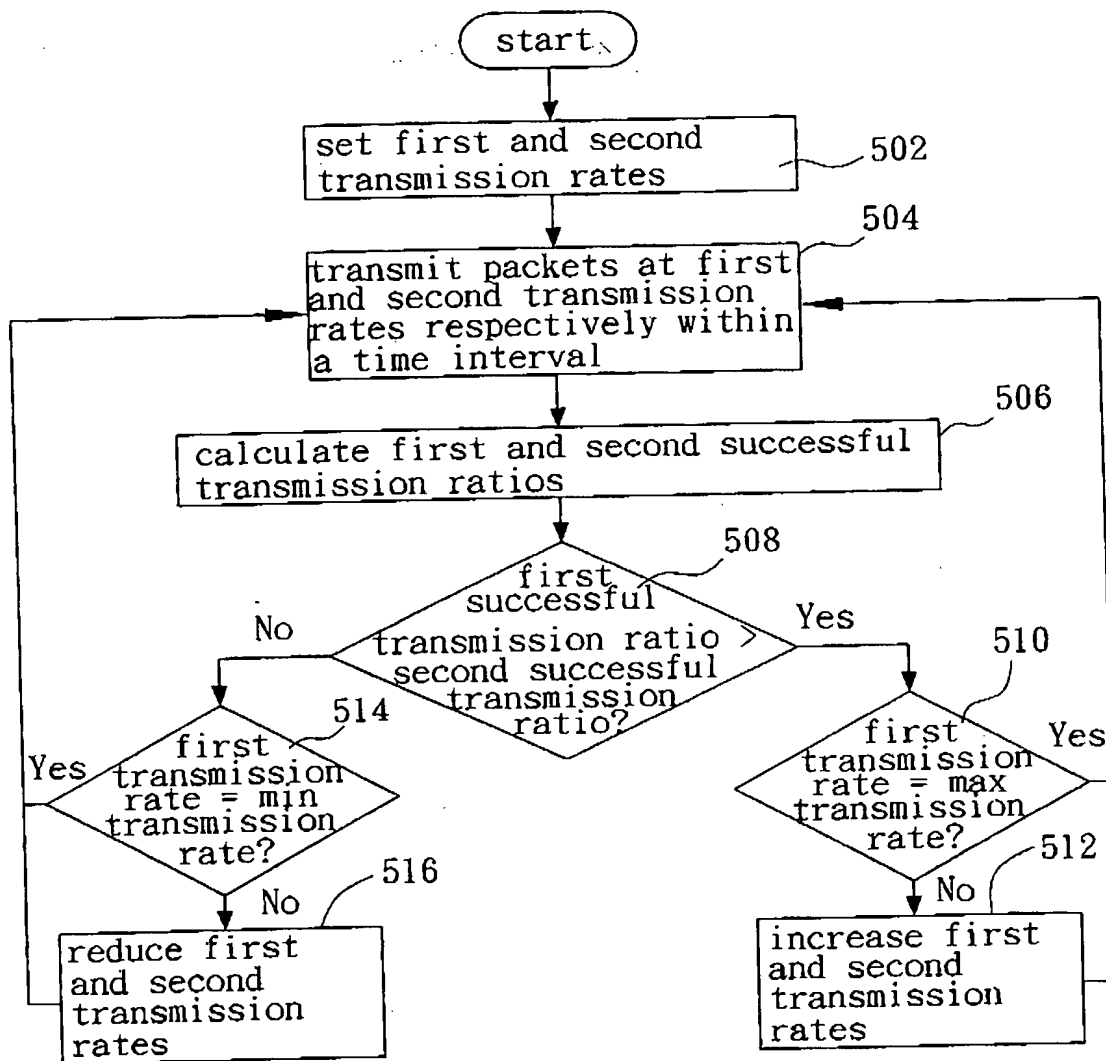 start
set first and second
transmission rates
502
504
transmit packets at first
and second transmission
rates respectively within
a time interval
506
calculate first and second successful
transmission ratios
508
first
successful
transmission ratio >
second successful
transmission
ratio?
No
Yes
510
first
transmission
rate = max
transmission
rate?
Yes
No
512
increase first
and second
transmission
rates
514
first
transmission
rate = min
transmission
rate?
Yes
No
516
reduce first
and second
transmission
rates